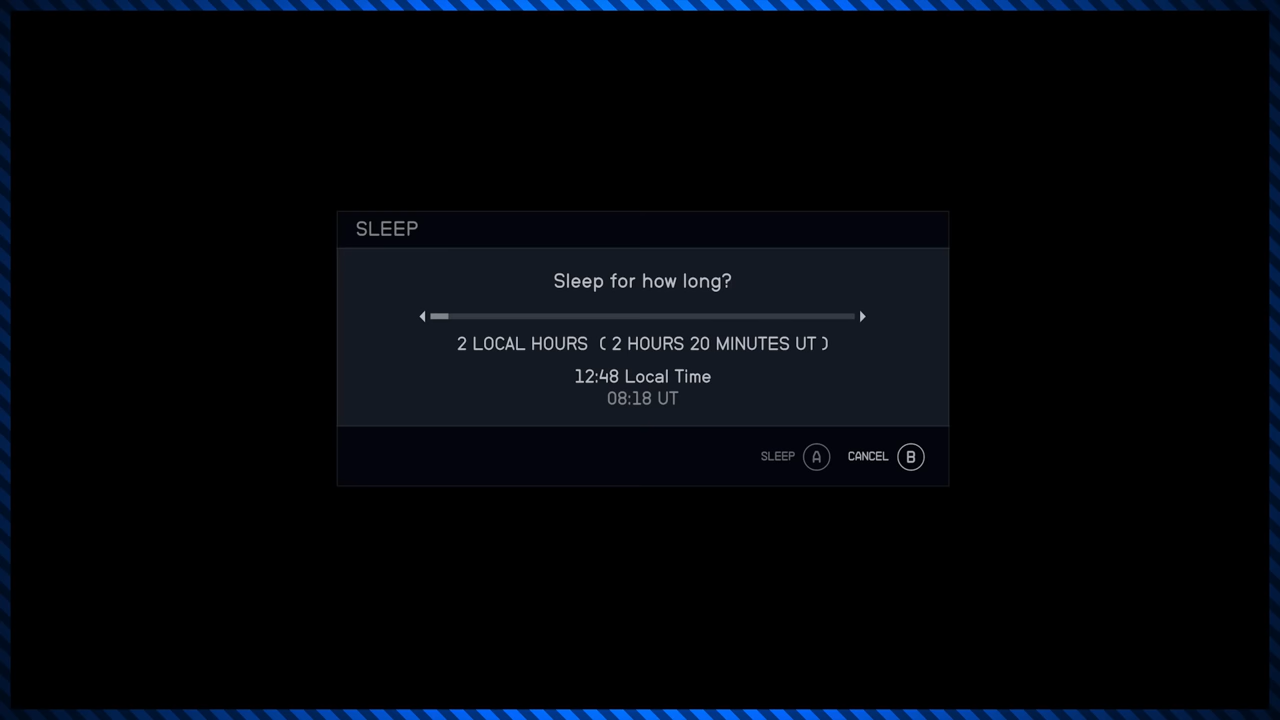 SLEEP
Sleep for how long?
2 LOCAL HOURS ( 2 HOURS 20 MINUTES UT )
12:48 Local Time
08:18 UT
SLEEP A CANCEL B